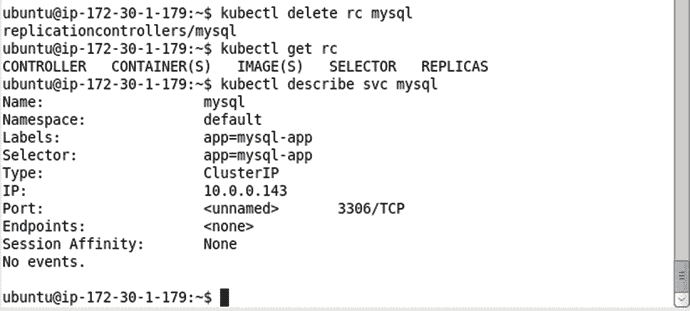 ubuntu@ip-172-30-1-179:~$ kubectl delete rc mysql
replicationcontrollers/mysql
ubuntu@ip-172-30-1-179:~$ kubectl get rc
CONTROLLER   CONTAINER(S)   IMAGE(S)   SELECTOR   REPLICAS
ubuntu@ip-172-30-1-179:~$ kubectl describe svc mysql
Name:                   mysql
Namespace:              default
Labels:                 app=mysql-app
Selector:               app=mysql-app
Type:                   ClusterIP
IP:                     10.0.0.143
Port:                   <unnamed>       3306/TCP
Endpoints:              <none>
Session Affinity:       None
No events.
ubuntu@ip-172-30-1-179:~$